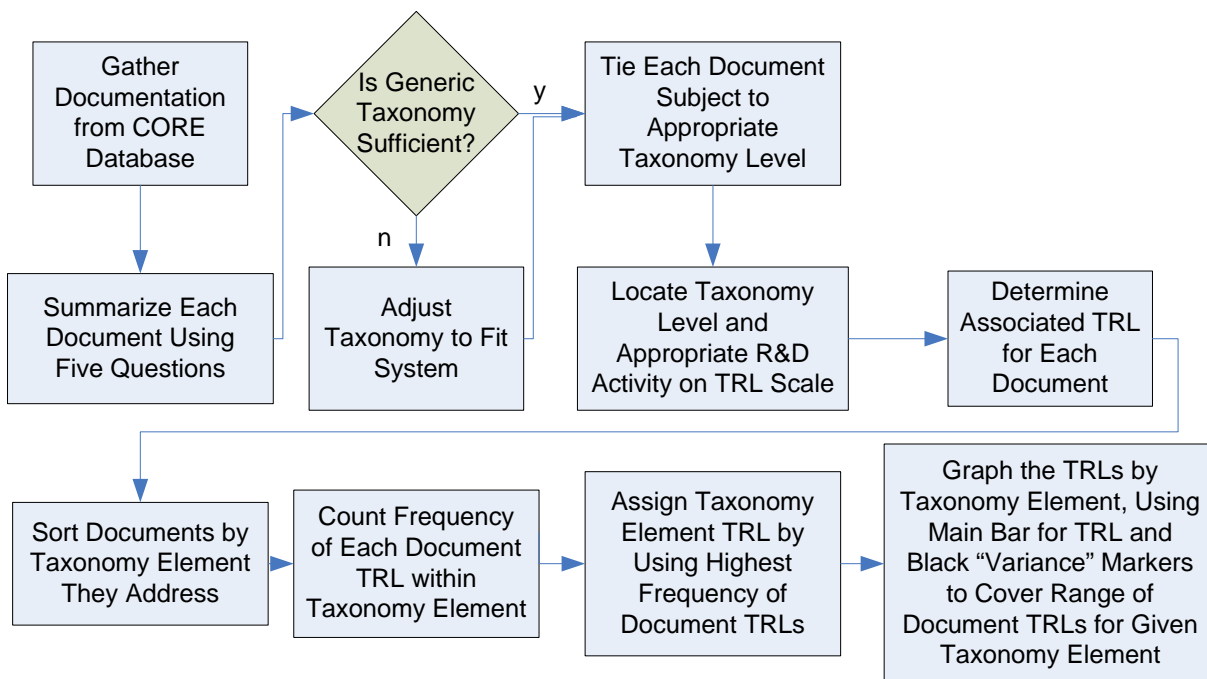 Gather
Documentation
from CORE
Database
Summarize Each
Document Using
Five Questions
Is Generic
Taxonomy
Sufficient?
y
n
Adjust
Taxonomy to Fit
System
Tie Each Document
Subject to
Appropriate
Taxonomy Level
Locate Taxonomy
Level and
Appropriate R&D
Activity on TRL Scale
Determine
Associated TRL
for Each
Document
Sort Documents by
Taxonomy Element
They Address
Count Frequency
of Each Document
TRL within
Taxonomy Element
Assign Taxonomy
Element TRL by
Using Highest
Frequency of
Document TRLs
Graph the TRLs by
Taxonomy Element, Using
Main Bar for TRL and
Black “Variance” Markers
to Cover Range of
Document TRLs for Given
Taxonomy Element